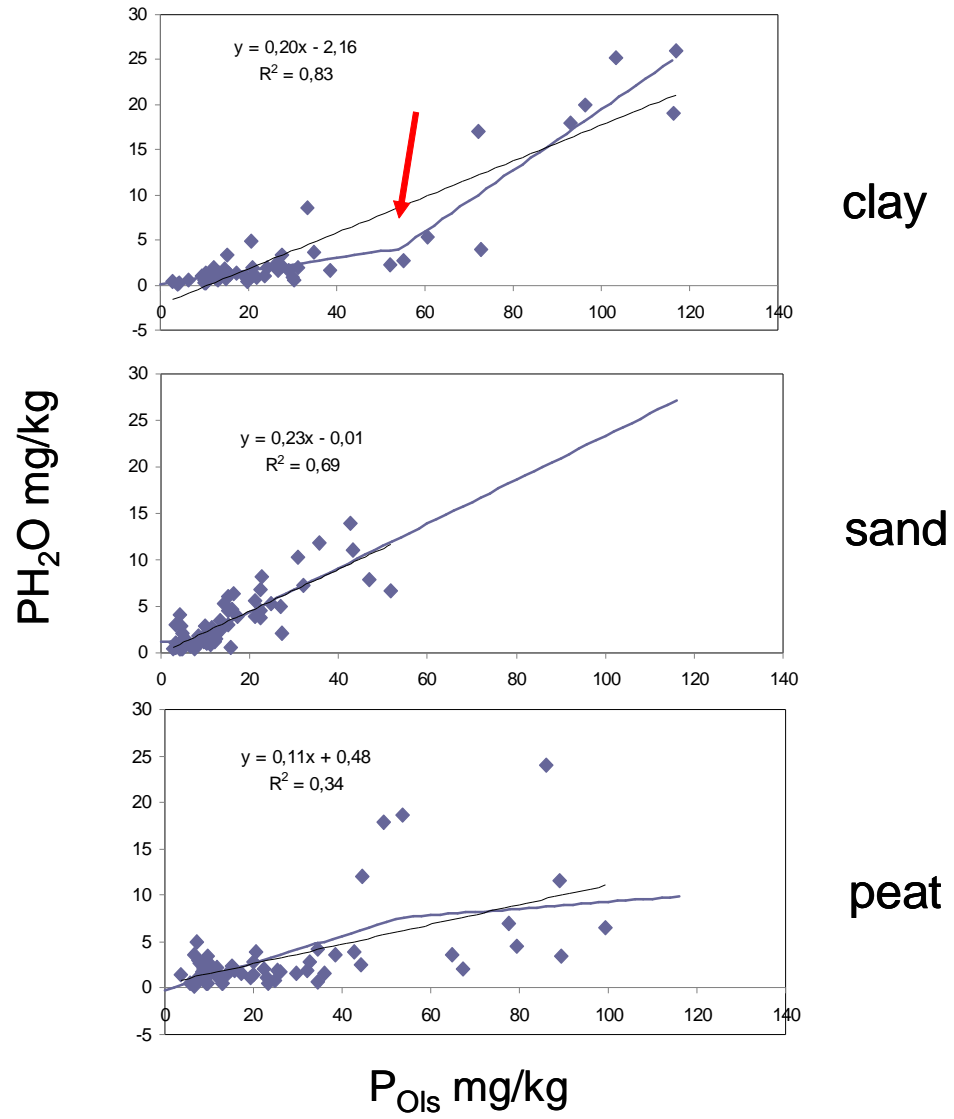 PH₂O mg/kg
30
25
20
15
10
5
0
-5
y = 0,20x - 2,16
R² = 0,83
0 20 40 60 80 100 120 140
clay
30
25
20
15
10
5
0
y = 0,23x - 0,01
R² = 0,69
0 20 40 60 80 100 120 140
sand
30
25
20
15
10
5
0
-5
y = 0,11x + 0,48
R² = 0,34
0 20 40 60 80 100 120 140
peat
P_Ols mg/kg